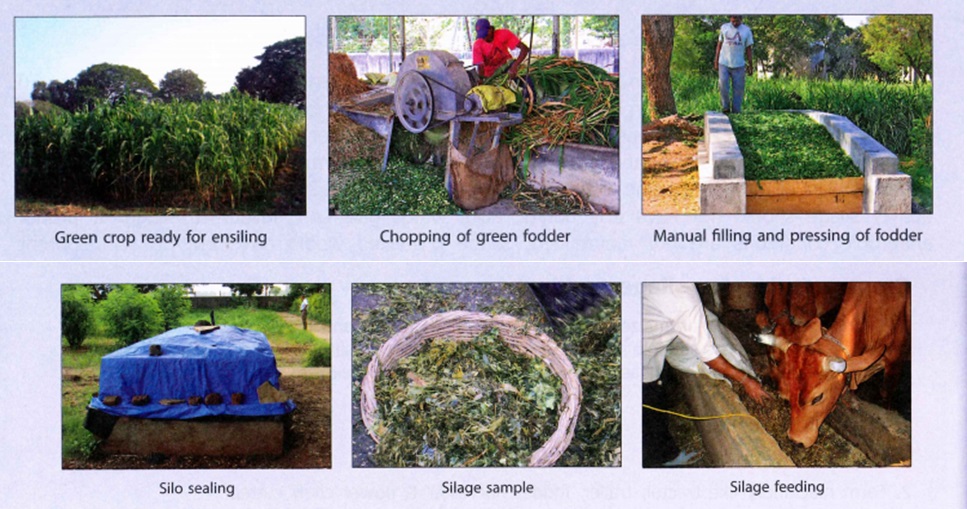 Green crop ready for ensiling
Chopping of green fodder
Manual filling and pressing of fodder
Silo sealing
Silage sample
Silage feeding